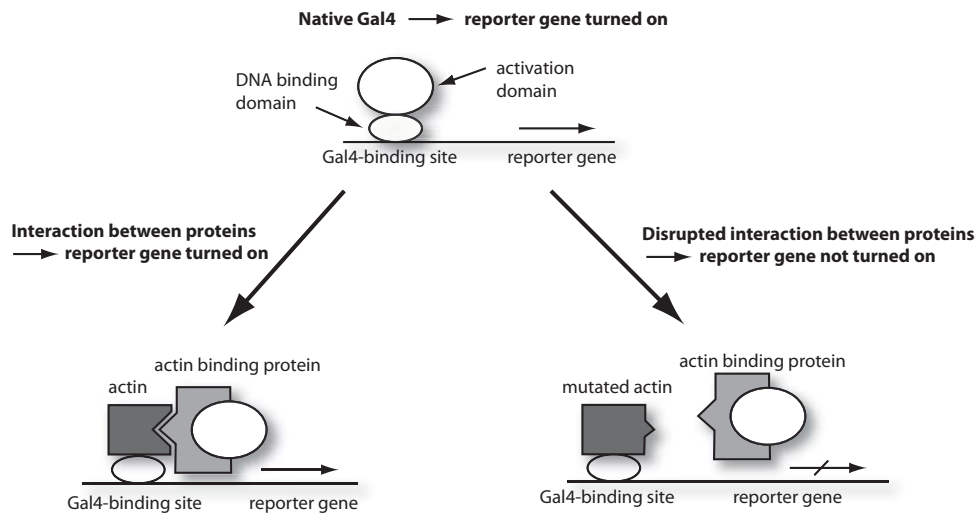 Native Gal4 → reporter gene turned on
DNA binding
domain
activation
domain
Gal4-binding site
reporter gene
Interaction between proteins
→ reporter gene turned on
Disrupted interaction between proteins
→ reporter gene not turned on
actin binding protein
actin
Gal4-binding site
reporter gene
actin binding protein
mutated actin
Gal4-binding site
reporter gene